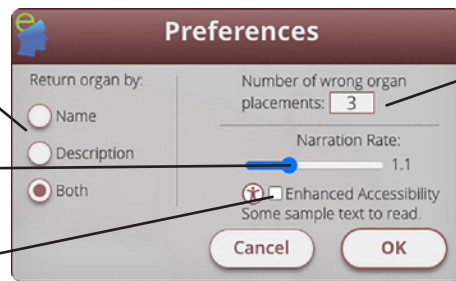 e
Preferences
Return organ by:
Name
Description
Both
Number of wrong organ
placements: 3
Narration Rate:
1.1
Enhanced Accessibility
Some sample text to read.
Cancel
OK